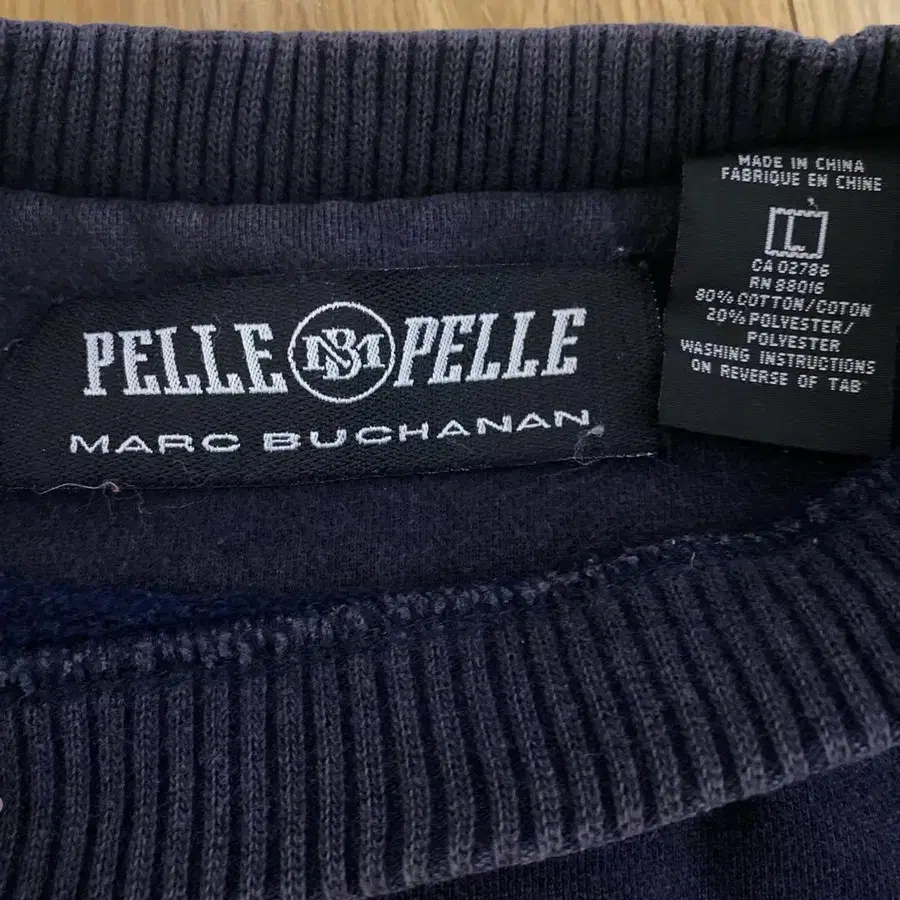 PELLE MB PELLE
MARC BUCHANAN
MADE IN CHINA
FABRIQUE EN CHINE
L
CA 02786
RN 88016
80% COTTON/COTON
20% POLYESTER/
POLYESTER
WASHING INSTRUCTIONS
ON REVERSE OF TAB